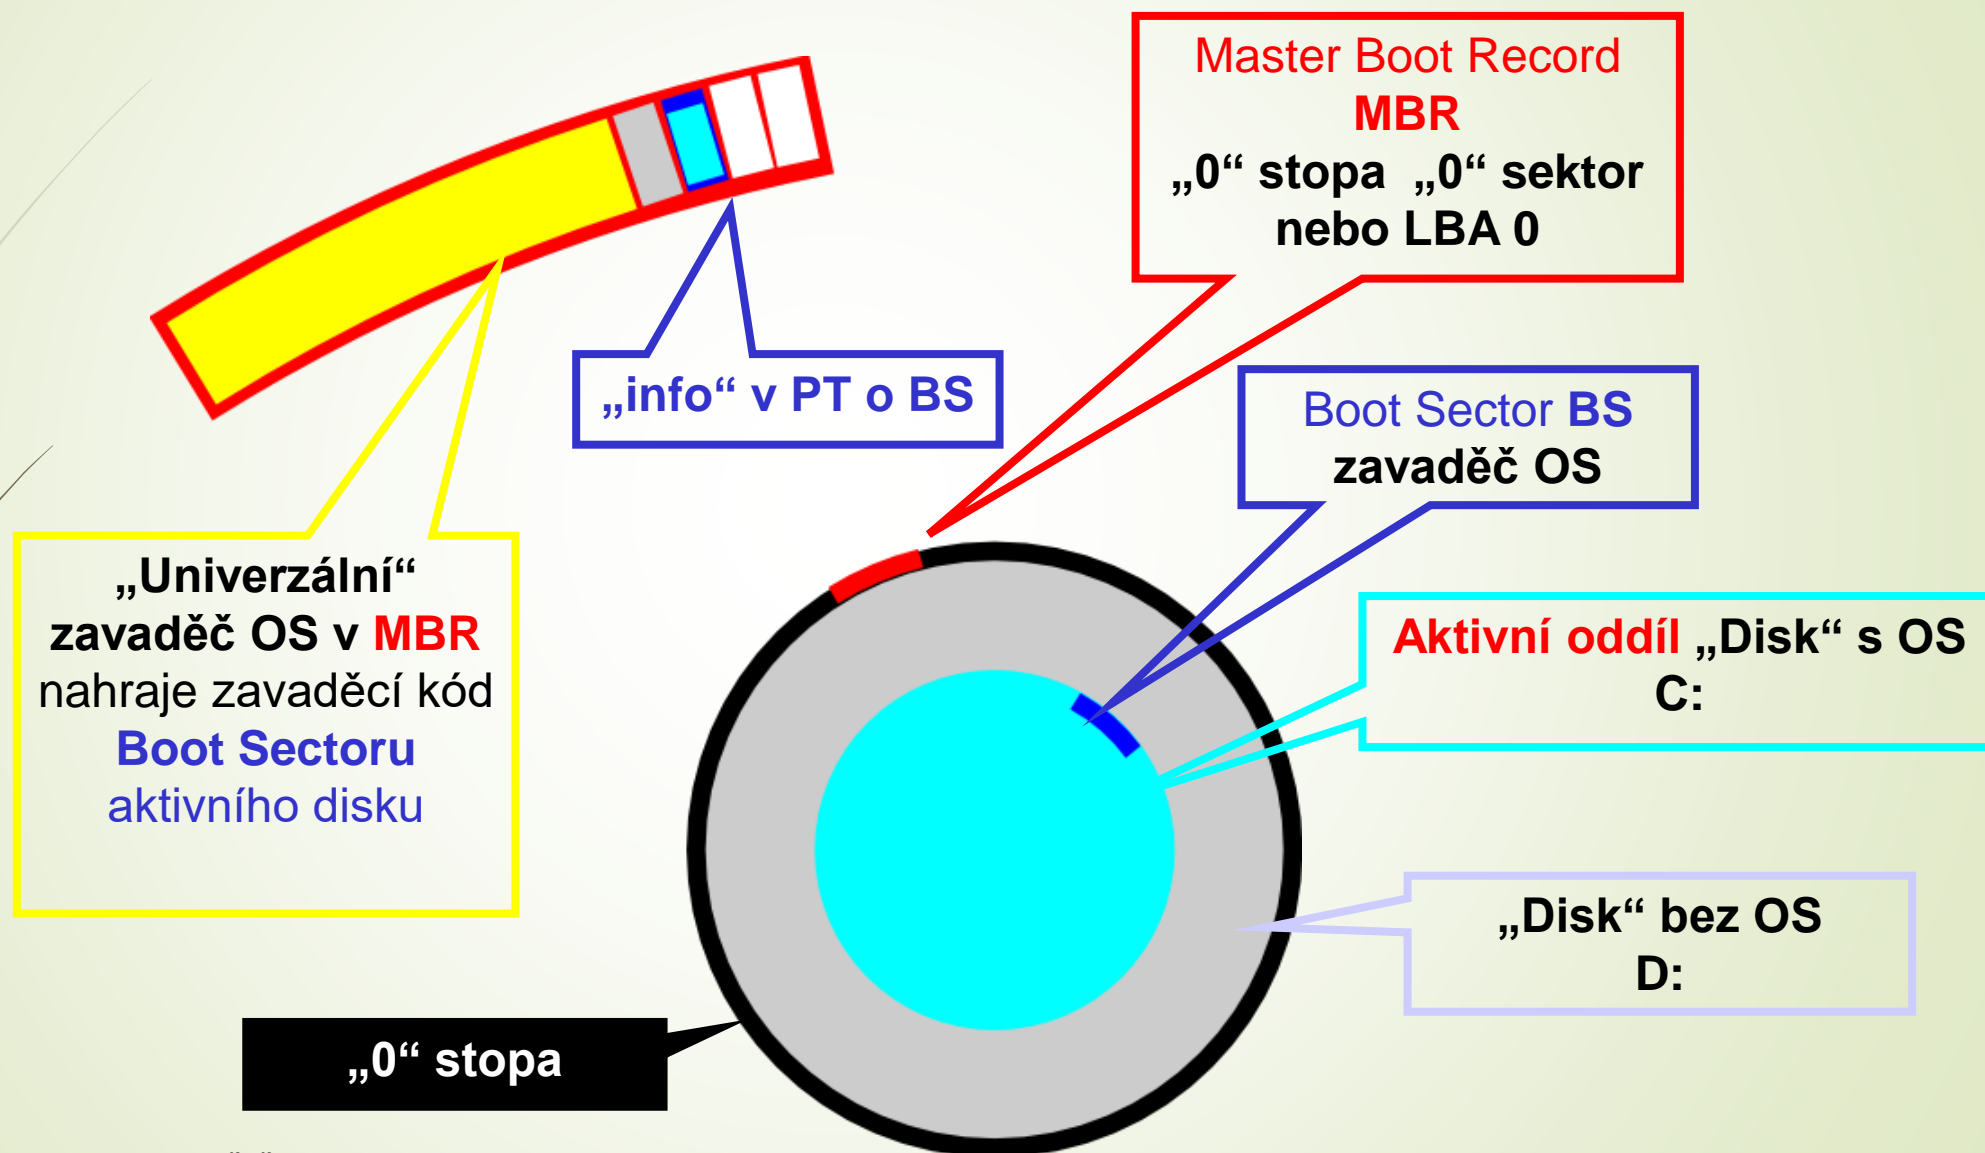 Master Boot Record
MBR
„0“ stopa „0“ sektor
nebo LBA 0
„info“ v PT o BS
Boot Sector BS
zavaděč OS
„Univerzální“
zavaděč OS v MBR
nahraje zavaděcí kód
Boot Sectoru
aktivního disku
Aktivní oddíl „Disk“ s OS
C:
„Disk“ bez OS
D:
„0“ stopa